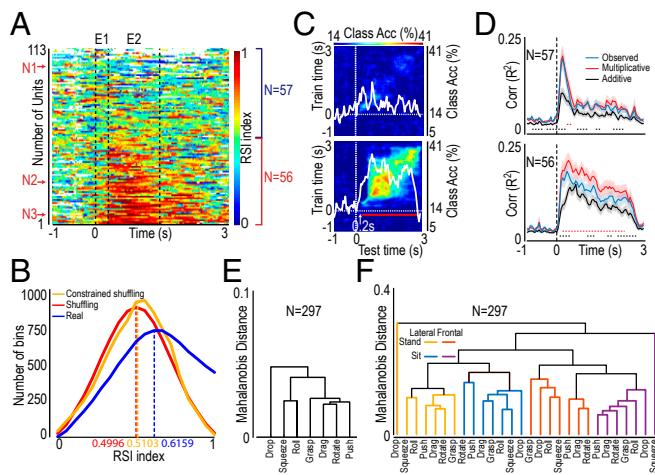 A
E1 E2
113
N1
N2
N3
1
Number of Units
-1 0 Time (s) 3
1
0
RSI index
N=57
N=56
B
Constrained shuffling
Shuffling
Real
1000
750
500
250
0
Number of bins
0 0.4996 0.5103 0.6159 1
RSI index
C
14 Class Acc (%) 41
3
0
-1
Train time (s)
41
14
5
Class Acc (%)
3
0
-1
Train time (s)
41
14
5
Class Acc (%)
0.2s
-1 0 Test time (s) 3
D
0.25
0
Corr (R²)
N=57
Observed
Multiplicative
Additive
0.25
0
Corr (R²)
N=56
-1 0 Time (s) 3
E
0.1
0
Mahalanobis Distance
N=297
Drop
Squeeze
Roll
Grasp
Drag
Rotate
Push
F
0.4
0
Mahalanobis Distance
N=297
Lateral Frontal
Stand
Sit
Drop
Squeeze
Roll
Push
Drag
Rotate
Grasp
Rotate
Push
Drag
Grasp
Roll
Squeeze
Drop
Grasp
Drop
Squeeze
Roll
Rotate
Drag
Push
Push
Drag
Rotate
Grasp
Roll
Squeeze
Drop